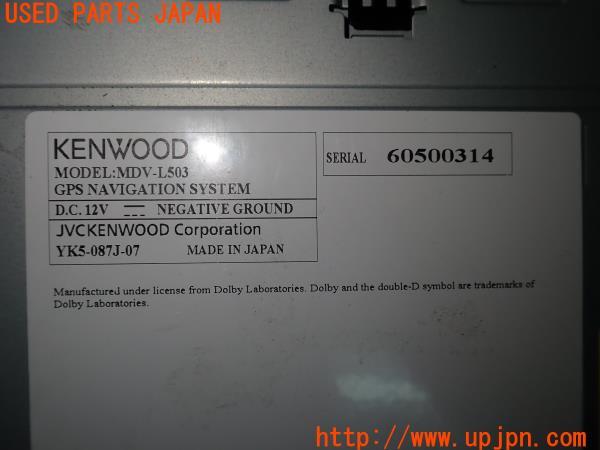 USED PARTS JAPAN
KENWOOD
MODEL:MDV-L503
GPS NAVIGATION SYSTEM
D.C. 12V NEGATIVE GROUND
JVCKENWOOD Corporation
YK5-087J-07 MADE IN JAPAN
SERIAL 60500314
Manufactured under license from Dolby Laboratories. Dolby and the double-D symbol are trademarks of
Dolby Laboratories.
http://www.upjpn.com/